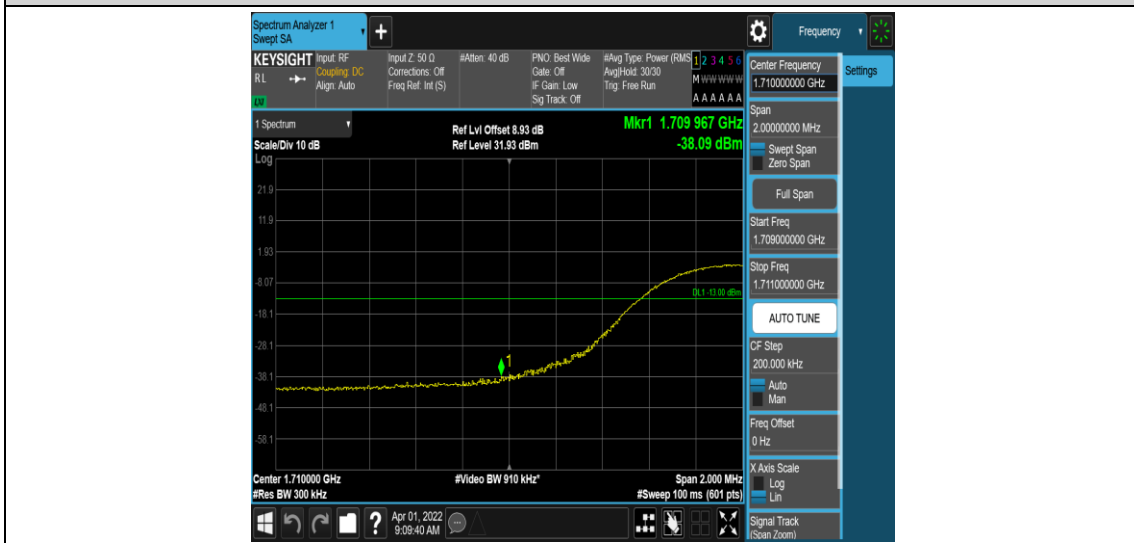 Spectrum Analyzer 1
Swept SA
Frequency
KEYSIGHT
RL
Input: RF
Coupling: DC
Align: Auto
Input Z: 50 Ω
Corrections: Off
Freq Ref: Int (S)
#Atten: 40 dB
PNO: Best Wide
Gate: Off
IF Gain: Low
Sig Track: Off
#Avg Type: Power (RMS
Avg|Hold: 30/30
Trig: Free Run
1 2 3 4 5 6
M W W W W W
A A A A A A
1 Spectrum
Scale/Div 10 dB
Ref Lvl Offset 8.93 dB
Ref Level 31.93 dBm
Mkr1 1.709 967 GHz
-38.09 dBm
Log
21.9
11.9
1.93
-8.07
DL1 -13.00 dBm
-18.1
-28.1
1
-38.1
-48.1
-58.1
Center 1.710000 GHz
#Res BW 300 kHz
#Video BW 910 kHz*
Span 2.000 MHz
#Sweep 100 ms (601 pts)
?
Apr 01, 2022
9:09:40 AM
Center Frequency
1.710000000 GHz
Settings
Span
2.00000000 MHz
Swept Span
Zero Span
Full Span
Start Freq
1.709000000 GHz
Stop Freq
1.711000000 GHz
AUTO TUNE
CF Step
200.000 kHz
Auto
Man
Freq Offset
0 Hz
X Axis Scale
Log
Lin
Signal Track
(Span Zoom)